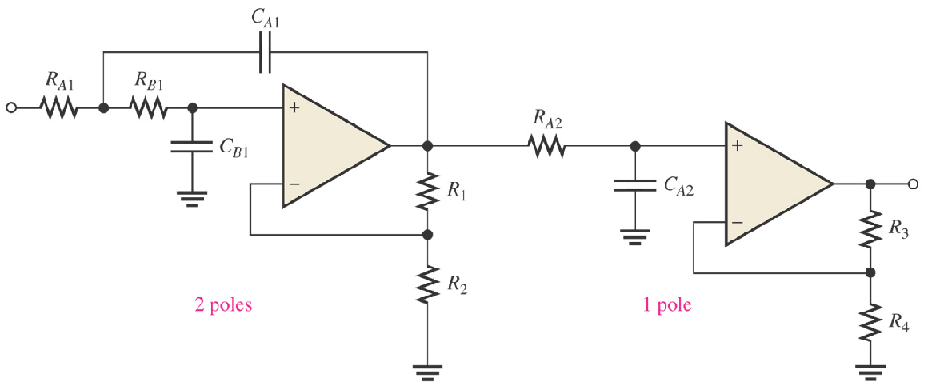 C_A1
R_A1
R_B1
+
C_B1
−
R_1
R_2
2 poles
R_A2
+
C_A2
−
R_3
1 pole
R_4